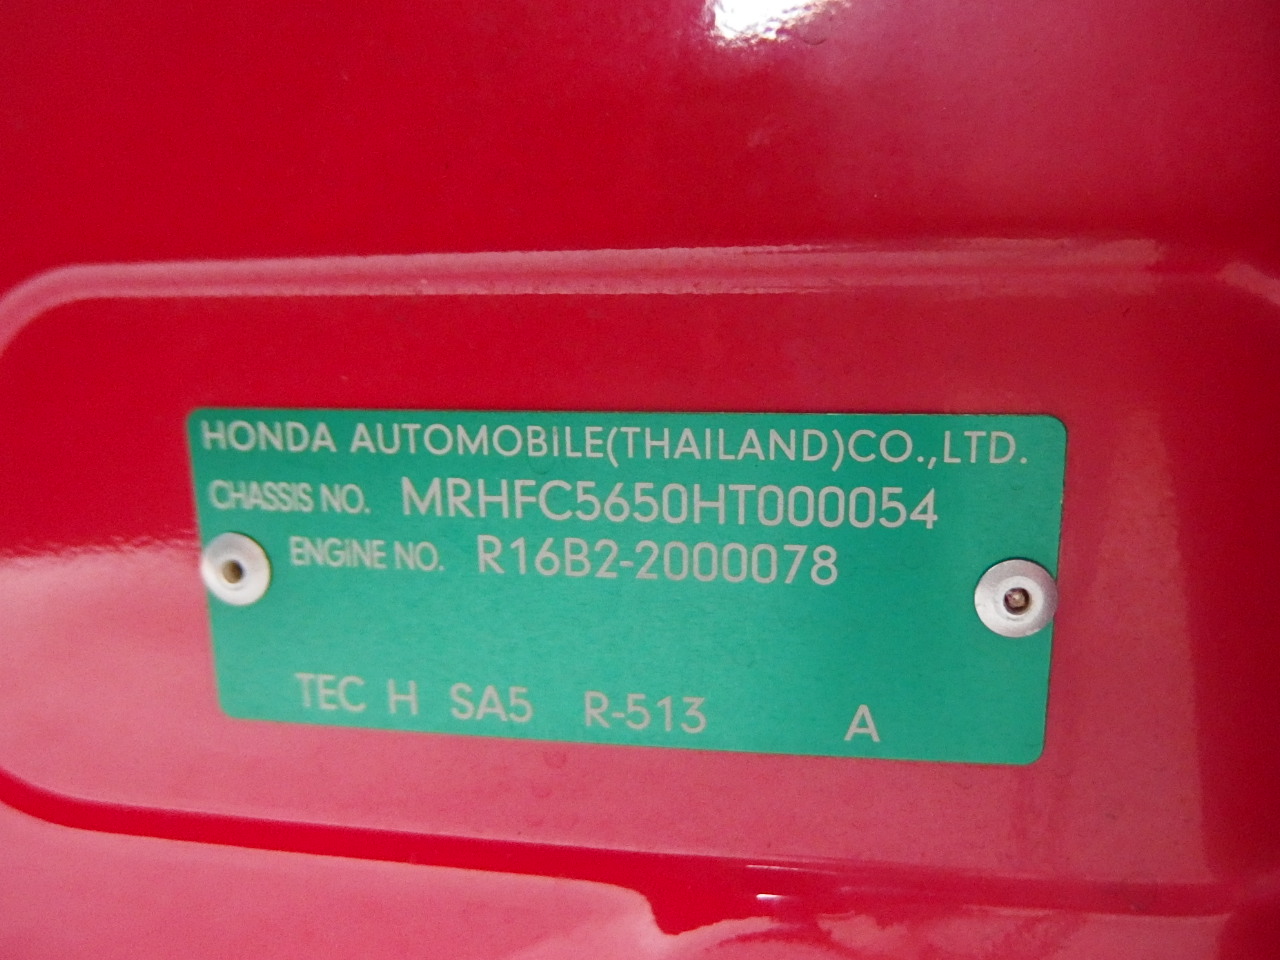 HONDA AUTOMOBILE(THAILAND)CO.,LTD.
CHASSIS NO. MRHFC5650HT000054
ENGINE NO. R16B2-2000078
TEC H SA5 R-513 A